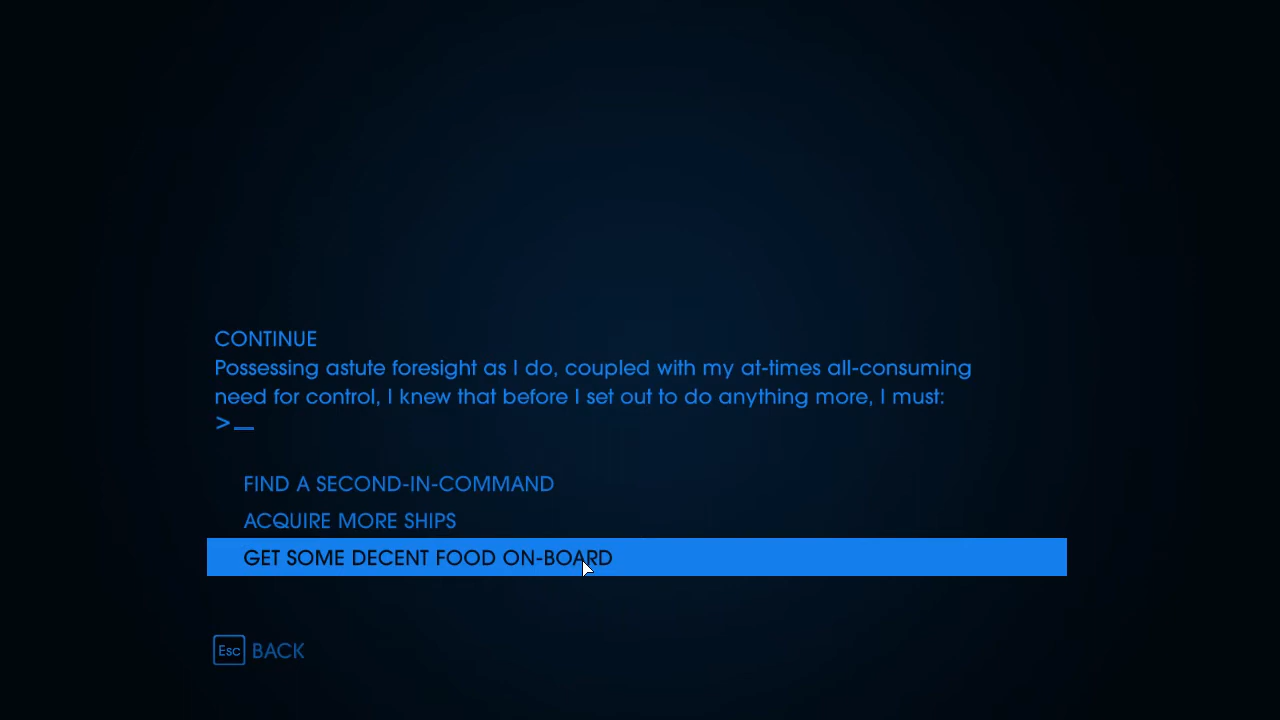 CONTINUE
Possessing astute foresight as I do, coupled with my at-times all-consuming
need for control, I knew that before I set out to do anything more, I must:
>_
FIND A SECOND-IN-COMMAND
ACQUIRE MORE SHIPS
GET SOME DECENT FOOD ON-BOARD
Esc BACK